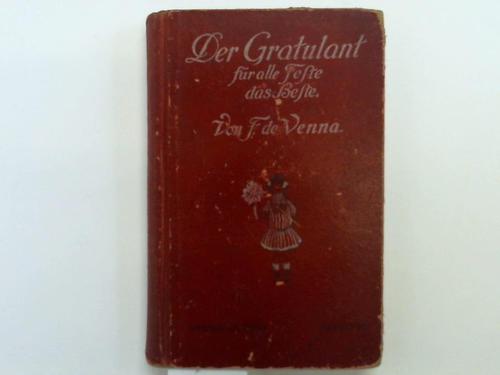 Der Gratulant
für alle Feste
das Beste.
Von F. de Venna.